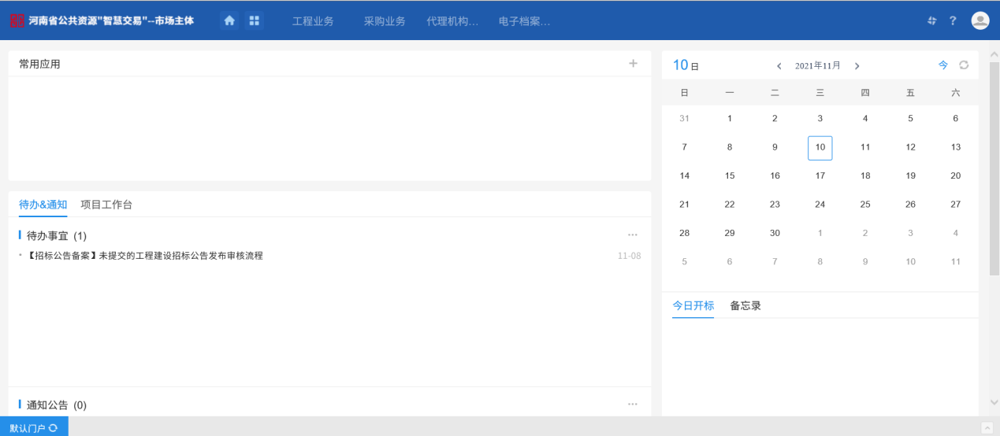 河南省公共资源"智慧交易"--市场主体
工程业务 采购业务 代理机构... 电子档案...
?
常用应用
待办&通知 项目工作台
待办事宜 (1)
【招标公告备案】未提交的工程建设招标公告发布审核流程 11-08
通知公告 (0)
10日 2021年11月 今
日 一 二 三 四 五 六
31 1 2 3 4 5 6
7 8 9 10 11 12 13
14 15 16 17 18 19 20
21 22 23 24 25 26 27
28 29 30 1 2 3 4
5 6 7 8 9 10 11
今日开标 备忘录
默认门户